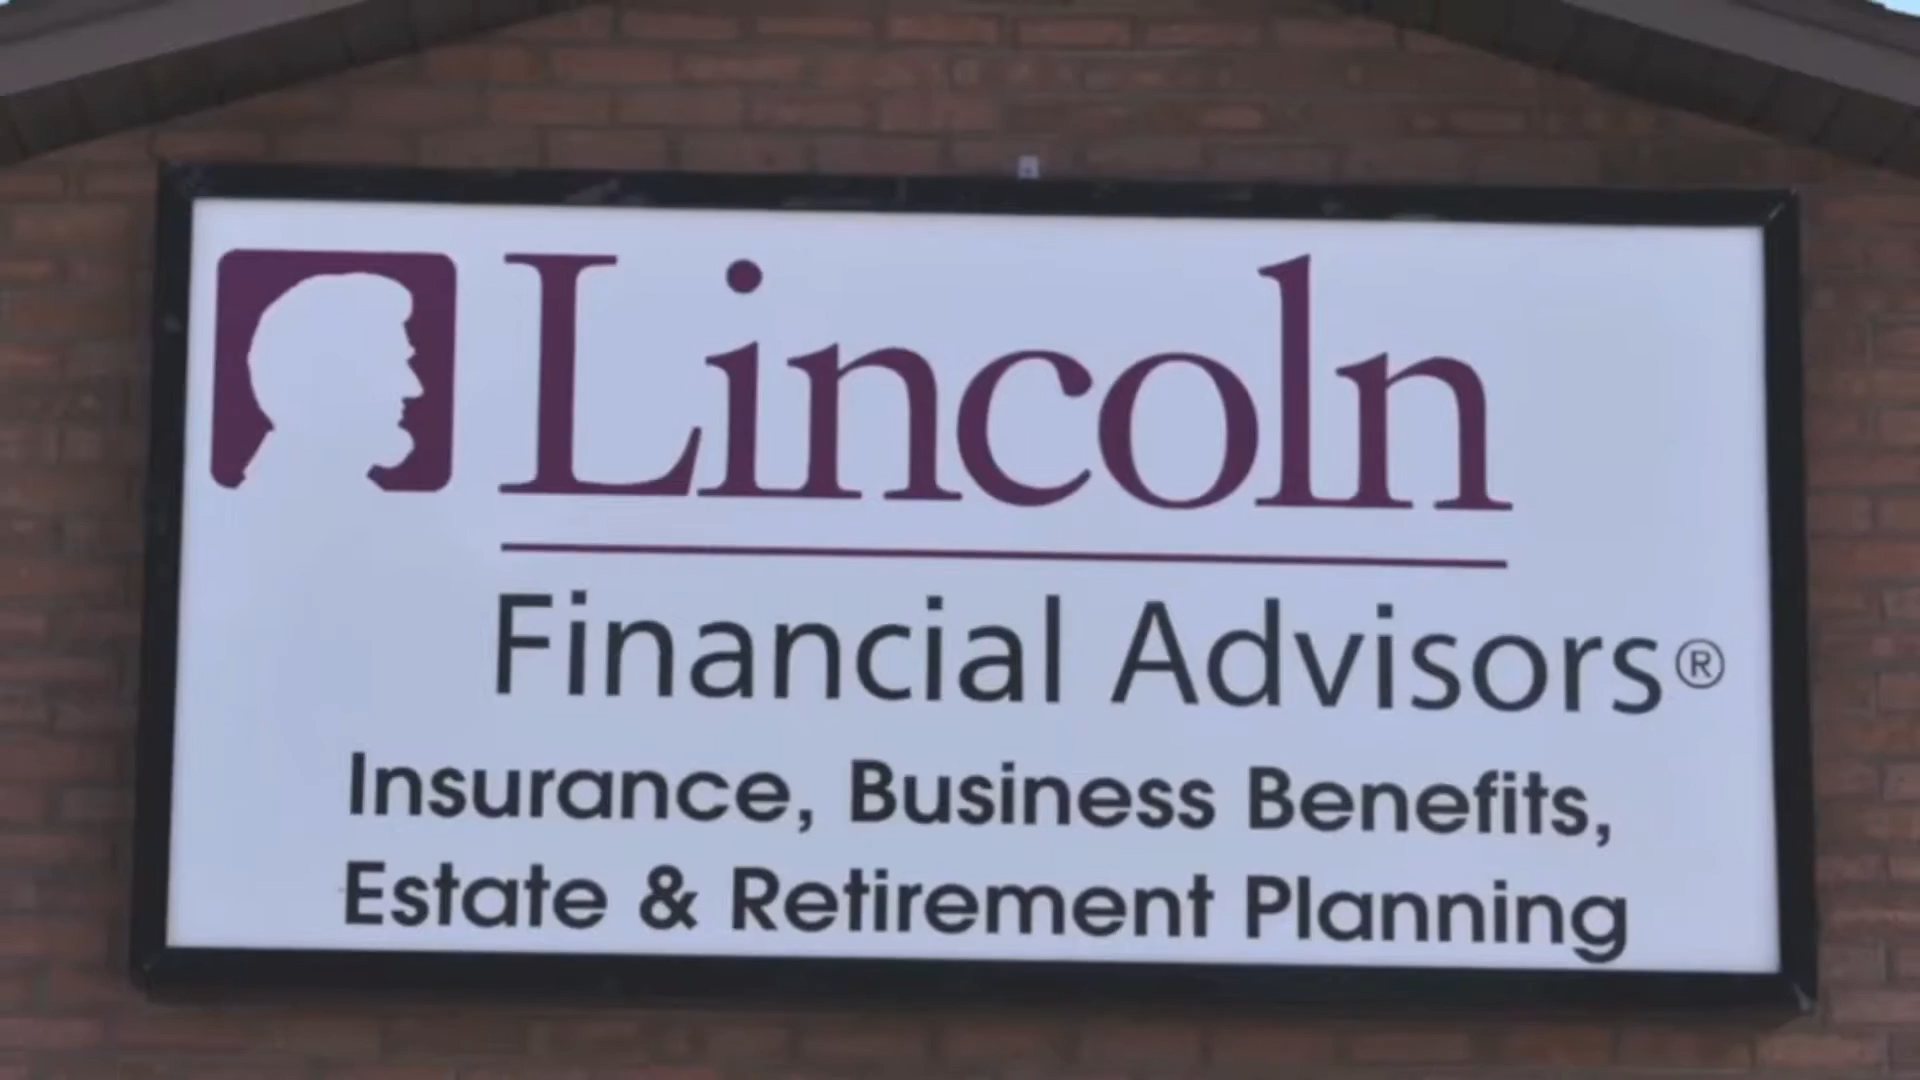 Lincoln
Financial Advisors®
Insurance, Business Benefits,
Estate & Retirement Planning